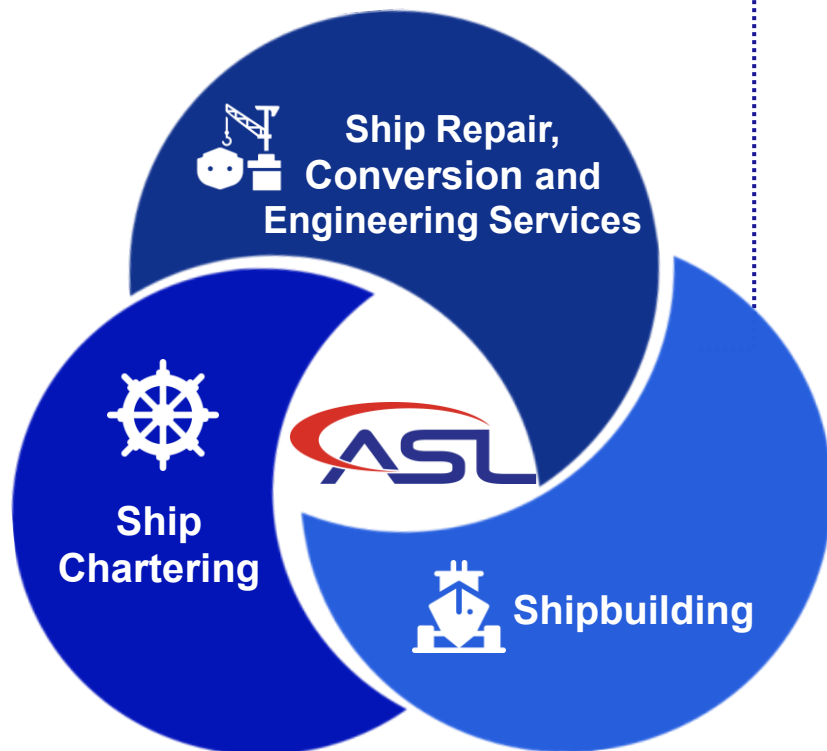 Ship Repair,
Conversion and
Engineering Services
ASL
Ship
Chartering
Shipbuilding